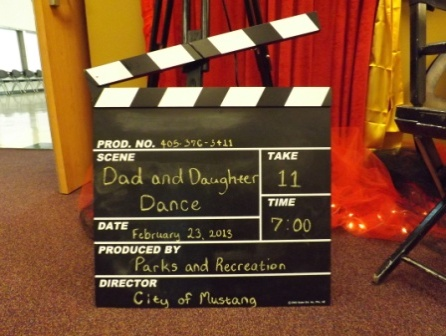 PROD. NO. 405-376-3411
SCENE
Dad and Daughter
Dance
TAKE
11
TIME
7:00
DATE
February 23, 2013
PRODUCED BY
Parks and Recreation
DIRECTOR
City of Mustang